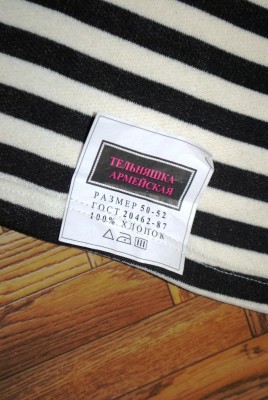 ТЕЛЬНЯШКА
АРМЕЙСКАЯ
РАЗМЕР 50-52
ГОСТ 20462-87
100% ХЛОПОК